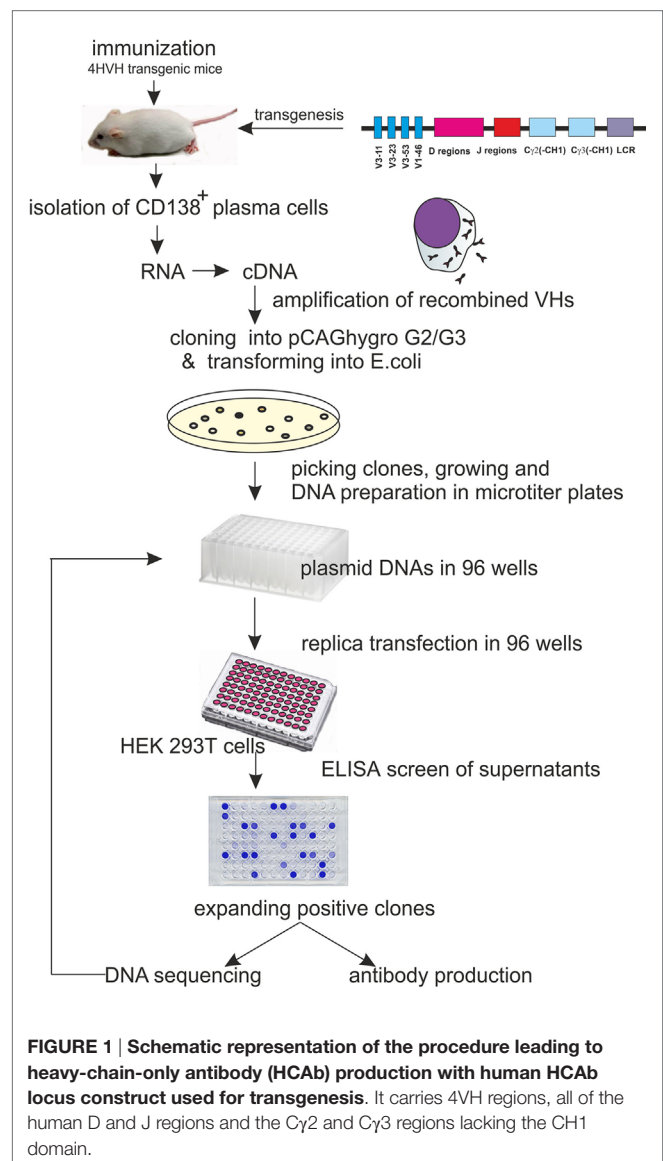 immunization
4HVH transgenic mice
transgenesis
V3-11
V3-23
V3-53
V1-46
D regions J regions Cγ2(-CH1) Cγ3(-CH1) LCR
isolation of CD138+ plasma cells
RNA cDNA
amplification of recombined VHs
cloning into pCAGhygro G2/G3
& transforming into E.coli
picking clones, growing and
DNA preparation in microtiter plates
plasmid DNAs in 96 wells
replica transfection in 96 wells
HEK 293T cells
ELISA screen of supernatants
expanding positive clones
DNA sequencing antibody production
FIGURE 1 | Schematic representation of the procedure leading to
heavy-chain-only antibody (HCAb) production with human HCAb
locus construct used for transgenesis. It carries 4VH regions, all of the
human D and J regions and the Cγ2 and Cγ3 regions lacking the CH1
domain.